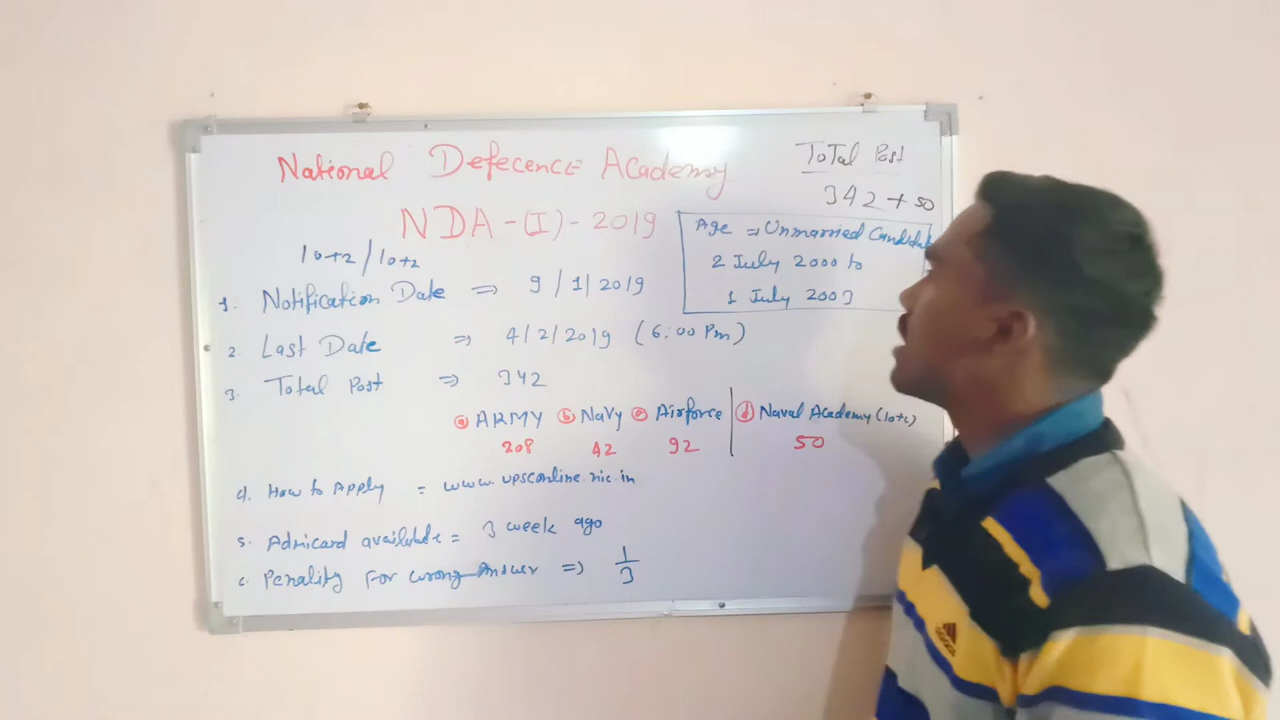 National Defecence Academy
NDA-(I)-2019
Total Post
342 + 50
Age ⇒ Unmarried Candidate
2 July 2000 to
1 July 2003
10+2/10+2
1. Notification Date ⇒ 9/1/2019
2. Last Date ⇒ 4/2/2019 (6:00 Pm)
3. Total Post ⇒ 342
ⓐ ARMY ⓑ Navy ⓒ Airforce ⓓ Naval Academy (10+2)
208 42 92 50
4. How to Apply = www.upsconline.nic.in
5. Admicard available = 3 week ago
6. Penality For wrong Answer ⇒ 1/3